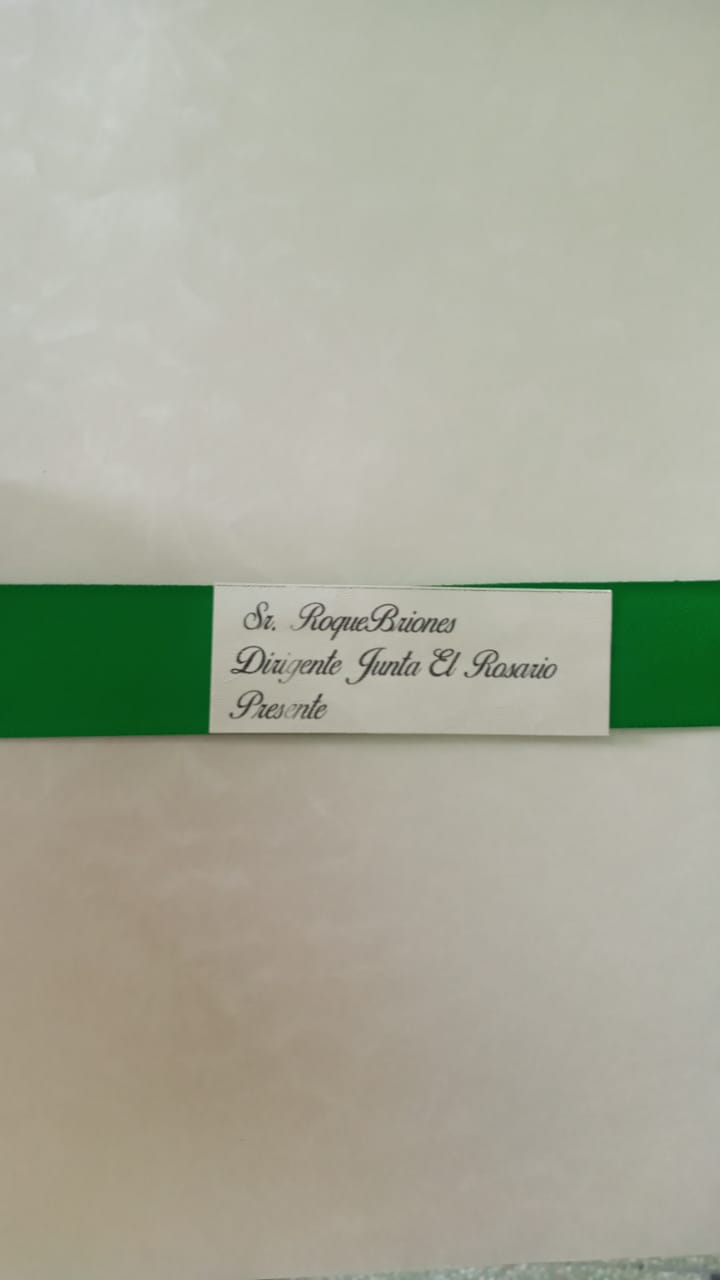 Sr. RoqueBriones
Dirigente Junta El Rosario
Presente